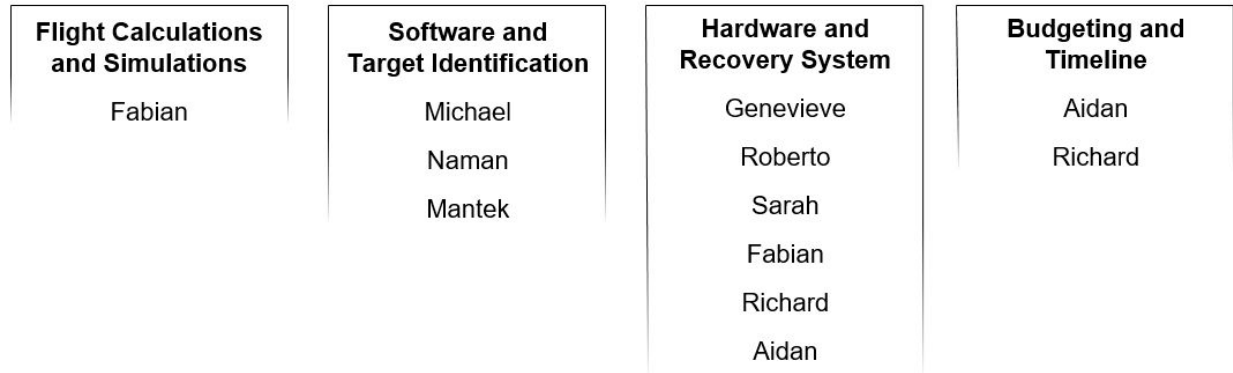 Flight Calculations
and Simulations
Fabian
Software and
Target Identification
Michael
Naman
Mantek
Hardware and
Recovery System
Genevieve
Roberto
Sarah
Fabian
Richard
Aidan
Budgeting and
Timeline
Aidan
Richard